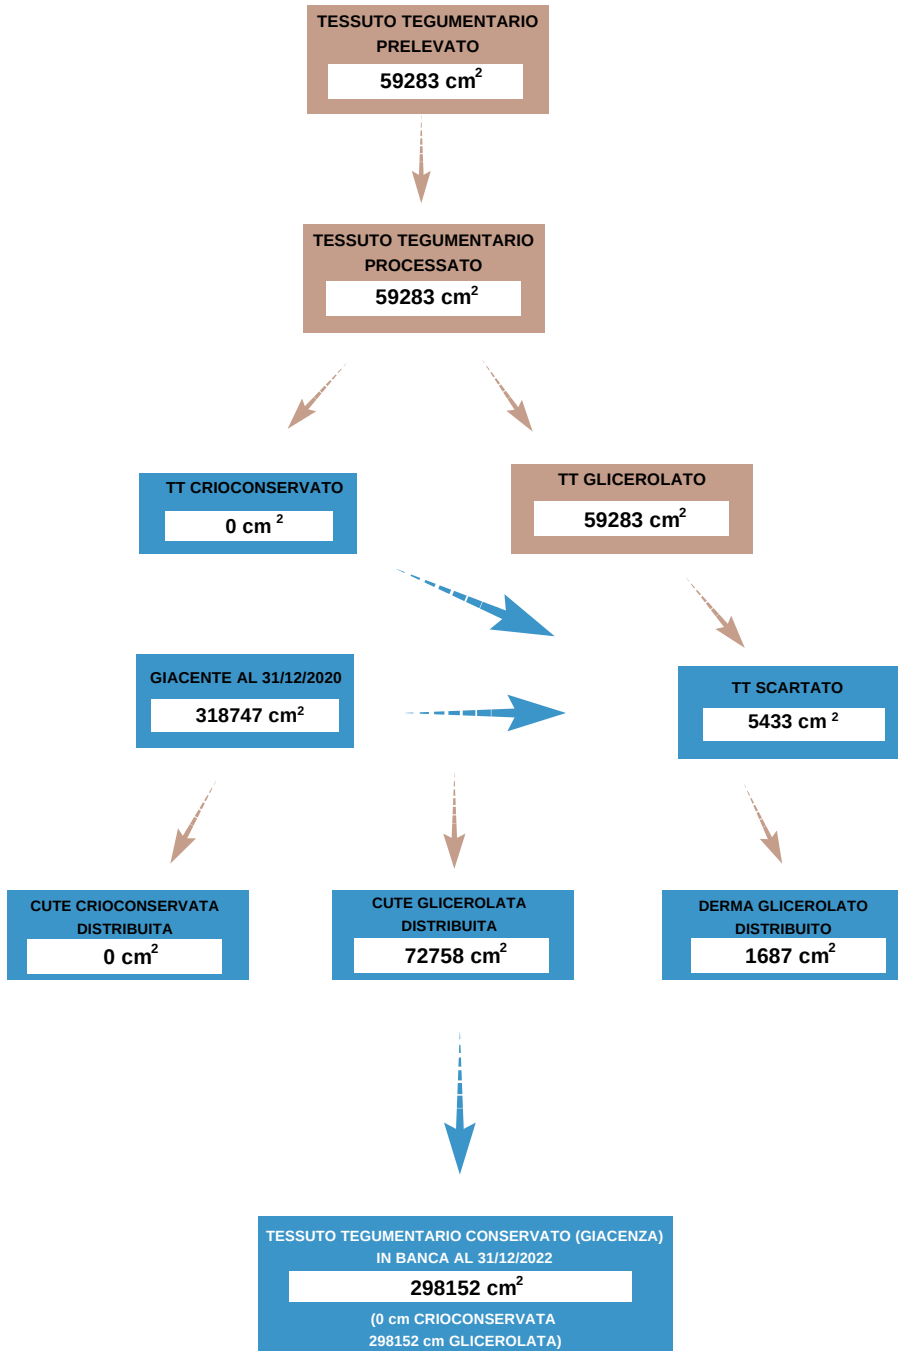 TESSUTO TEGUMENTARIO
PRELEVATO
59283 cm²
TESSUTO TEGUMENTARIO
PROCESSATO
59283 cm²
TT CRIOCONSERVATO
0 cm ²
TT GLICEROLATO
59283 cm²
GIACENTE AL 31/12/2020
318747 cm²
TT SCARTATO
5433 cm ²
CUTE CRIOCONSERVATA
DISTRIBUITA
0 cm²
CUTE GLICEROLATA
DISTRIBUITA
72758 cm²
DERMA GLICEROLATO
DISTRIBUITO
1687 cm²
TESSUTO TEGUMENTARIO CONSERVATO (GIACENZA)
IN BANCA AL 31/12/2022
298152 cm²
(0 cm CRIOCONSERVATA
298152 cm GLICEROLATA)